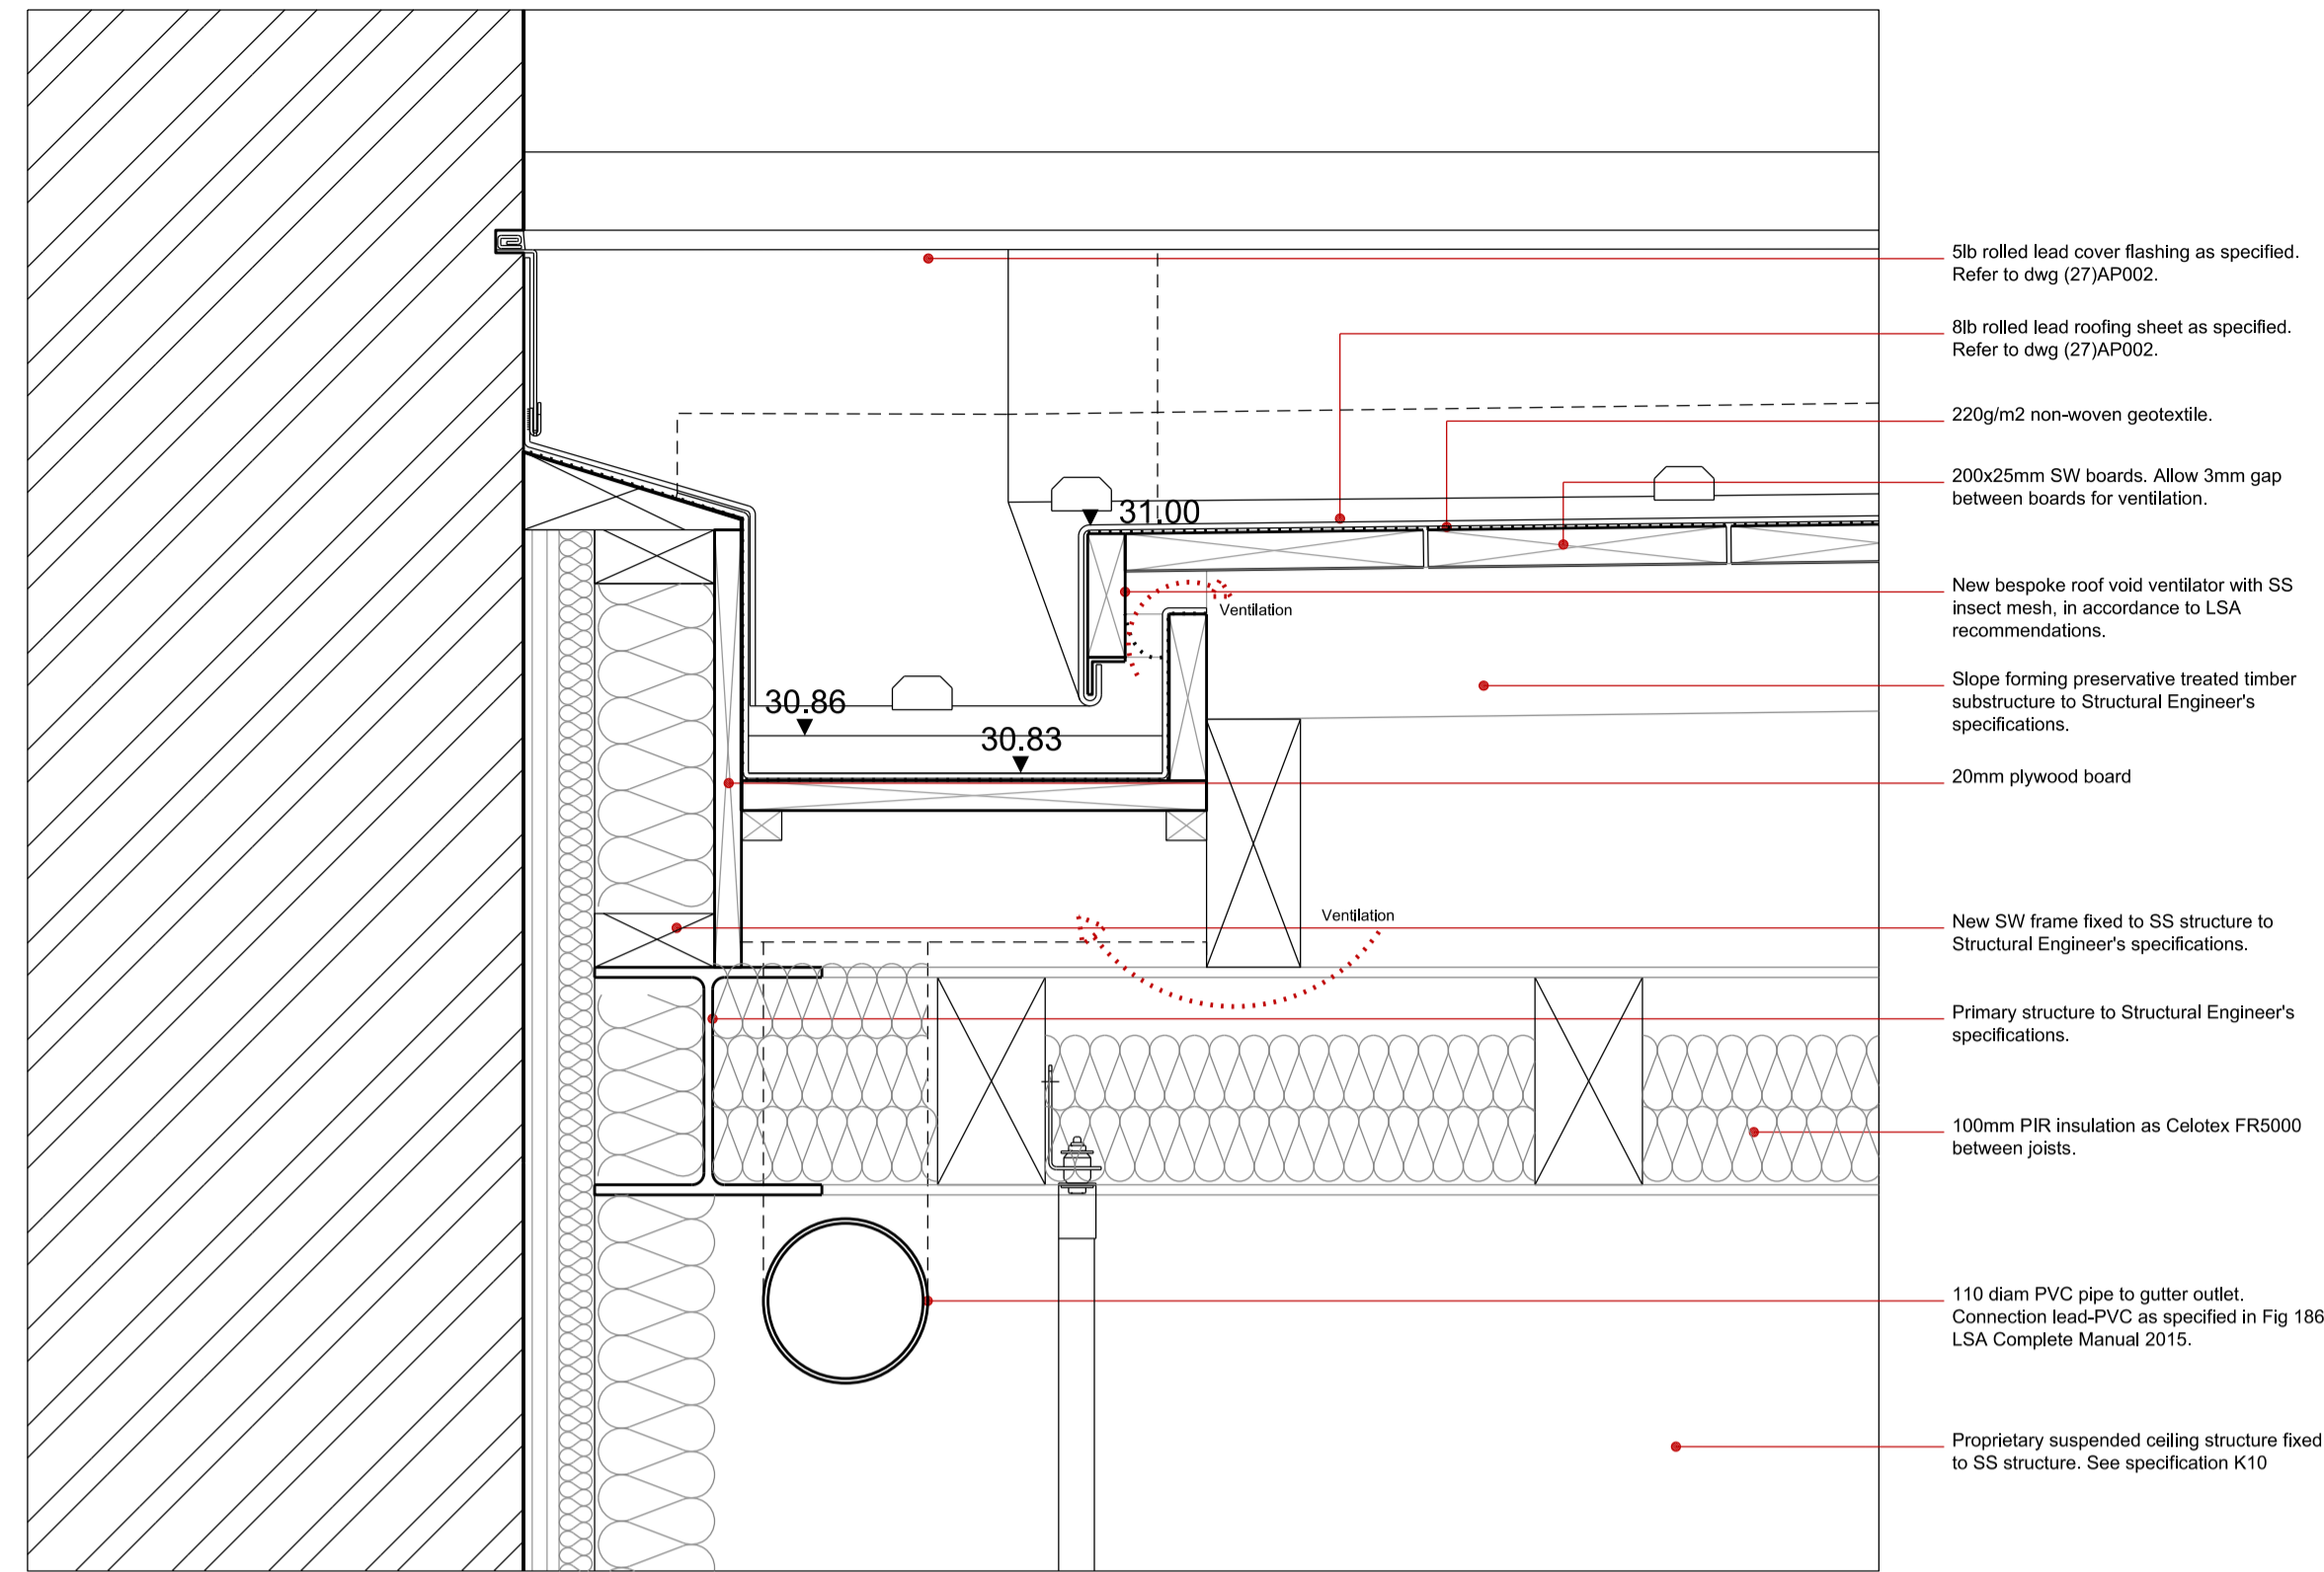 5lb rolled lead cover flashing as specified.
Refer to dwg (27)AP002.
8lb rolled lead roofing sheet as specified.
Refer to dwg (27)AP002.
220g/m2 non-woven geotextile.
200x25mm SW boards. Allow 3mm gap
between boards for ventilation.
31.00
New bespoke roof void ventilator with SS
insect mesh, in accordance to LSA
recommendations.
Ventilation
Slope forming preservative treated timber
substructure to Structural Engineer's
specifications.
30.86
30.83
20mm plywood board
Ventilation
New SW frame fixed to SS structure to
Structural Engineer's specifications.
Primary structure to Structural Engineer's
specifications.
100mm PIR insulation as Celotex FR5000
between joists.
110 diam PVC pipe to gutter outlet.
Connection lead-PVC as specified in Fig 186
LSA Complete Manual 2015.
Proprietary suspended ceiling structure fixed
to SS structure. See specification K10